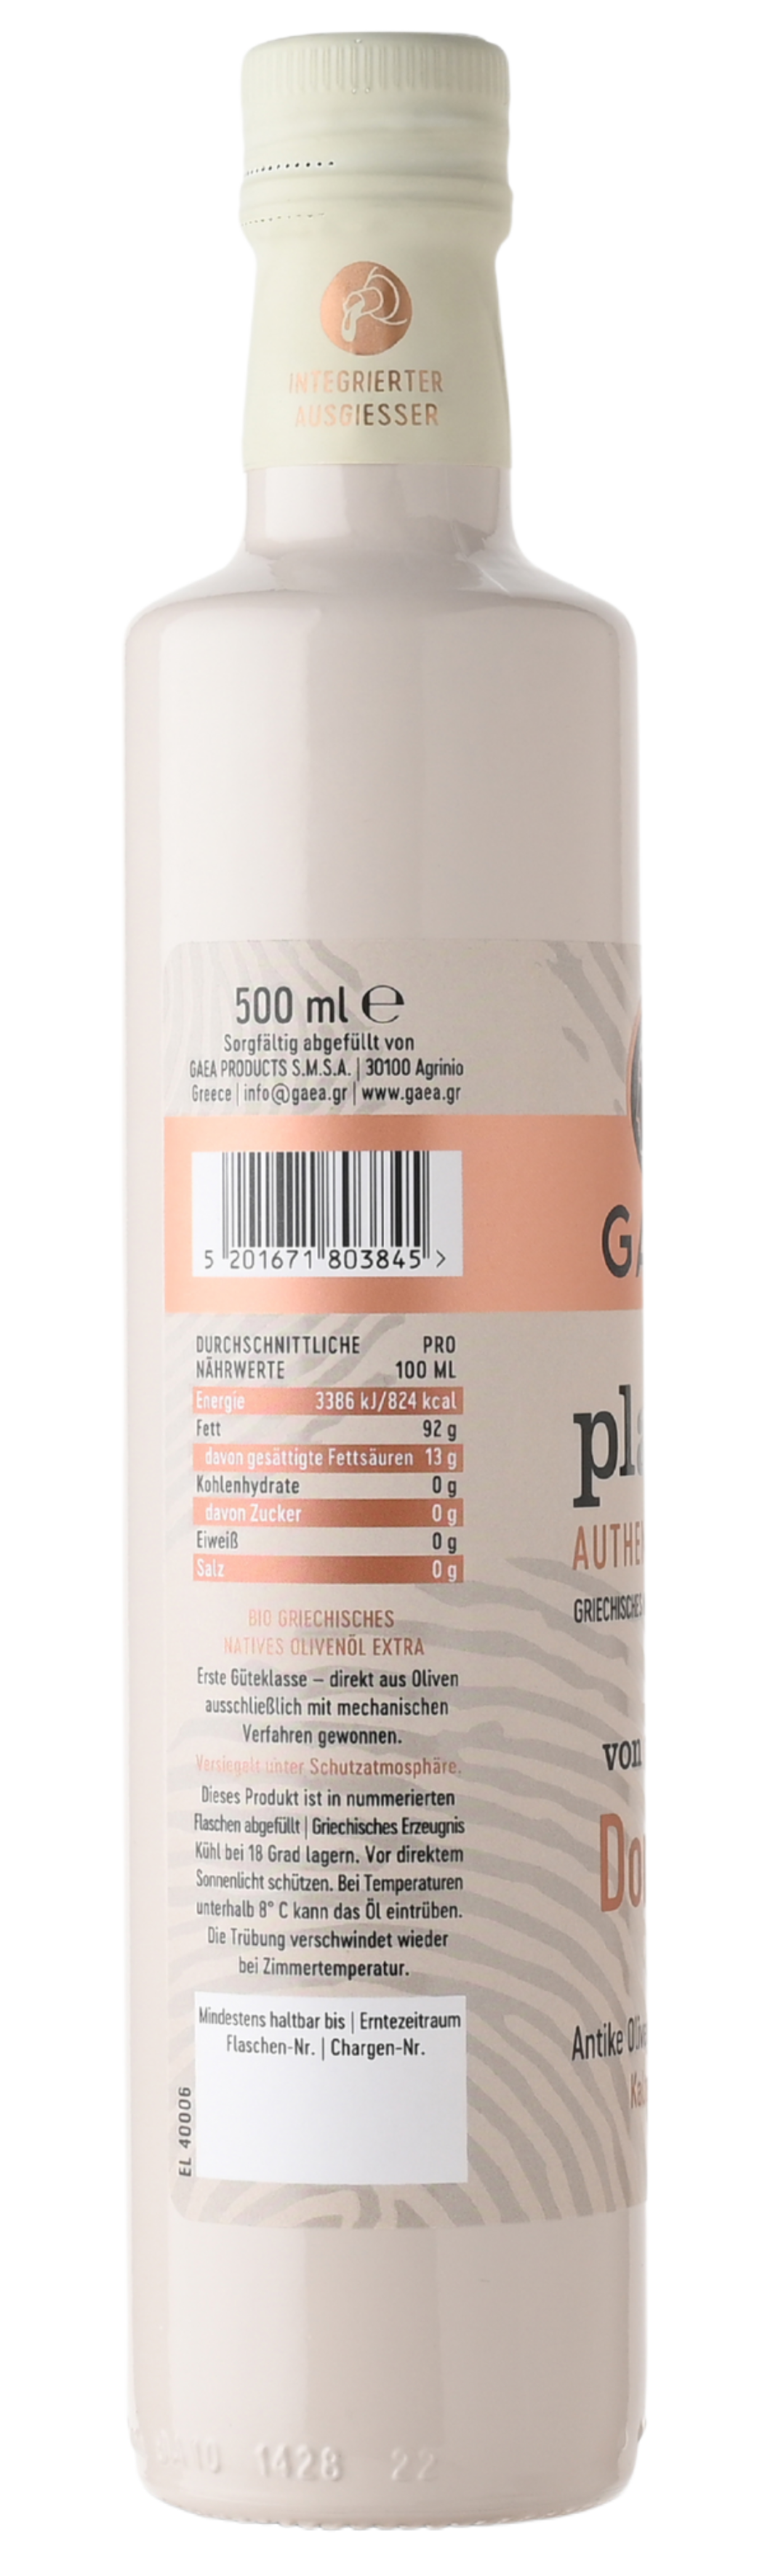 INTEGRIERTER
AUSGIESSER
500 ml ℮
Sorgfältig abgefüllt von
GAEA PRODUCTS S.M.S.A. | 30100 Agrinio
Greece | info@gaea.gr | www.gaea.gr
5 201671 803845 >
DURCHSCHNITTLICHE PRO
NÄHRWERTE 100 ML
Energie 3386 kJ/824 kcal
Fett 92 g
davon gesättigte Fettsäuren 13 g
Kohlenhydrate 0 g
davon Zucker 0 g
Eiweiß 0 g
Salz 0 g
BIO GRIECHISCHES
NATIVES OLIVENÖL EXTRA
Erste Güteklasse – direkt aus Oliven
ausschließlich mit mechanischen
Verfahren gewonnen.
Versiegelt unter Schutzatmosphäre.
Dieses Produkt ist in nummerierten
Flaschen abgefüllt | Griechisches Erzeugnis
Kühl bei 18 Grad lagern. Vor direktem
Sonnenlicht schützen. Bei Temperaturen
unterhalb 8° C kann das Öl eintrüben.
Die Trübung verschwindet wieder
bei Zimmertemperatur.
Mindestens haltbar bis | Erntezeitraum
Flaschen-Nr. | Chargen-Nr.
EL 40006
GRIECHISCHES
von
Antike
1428 22